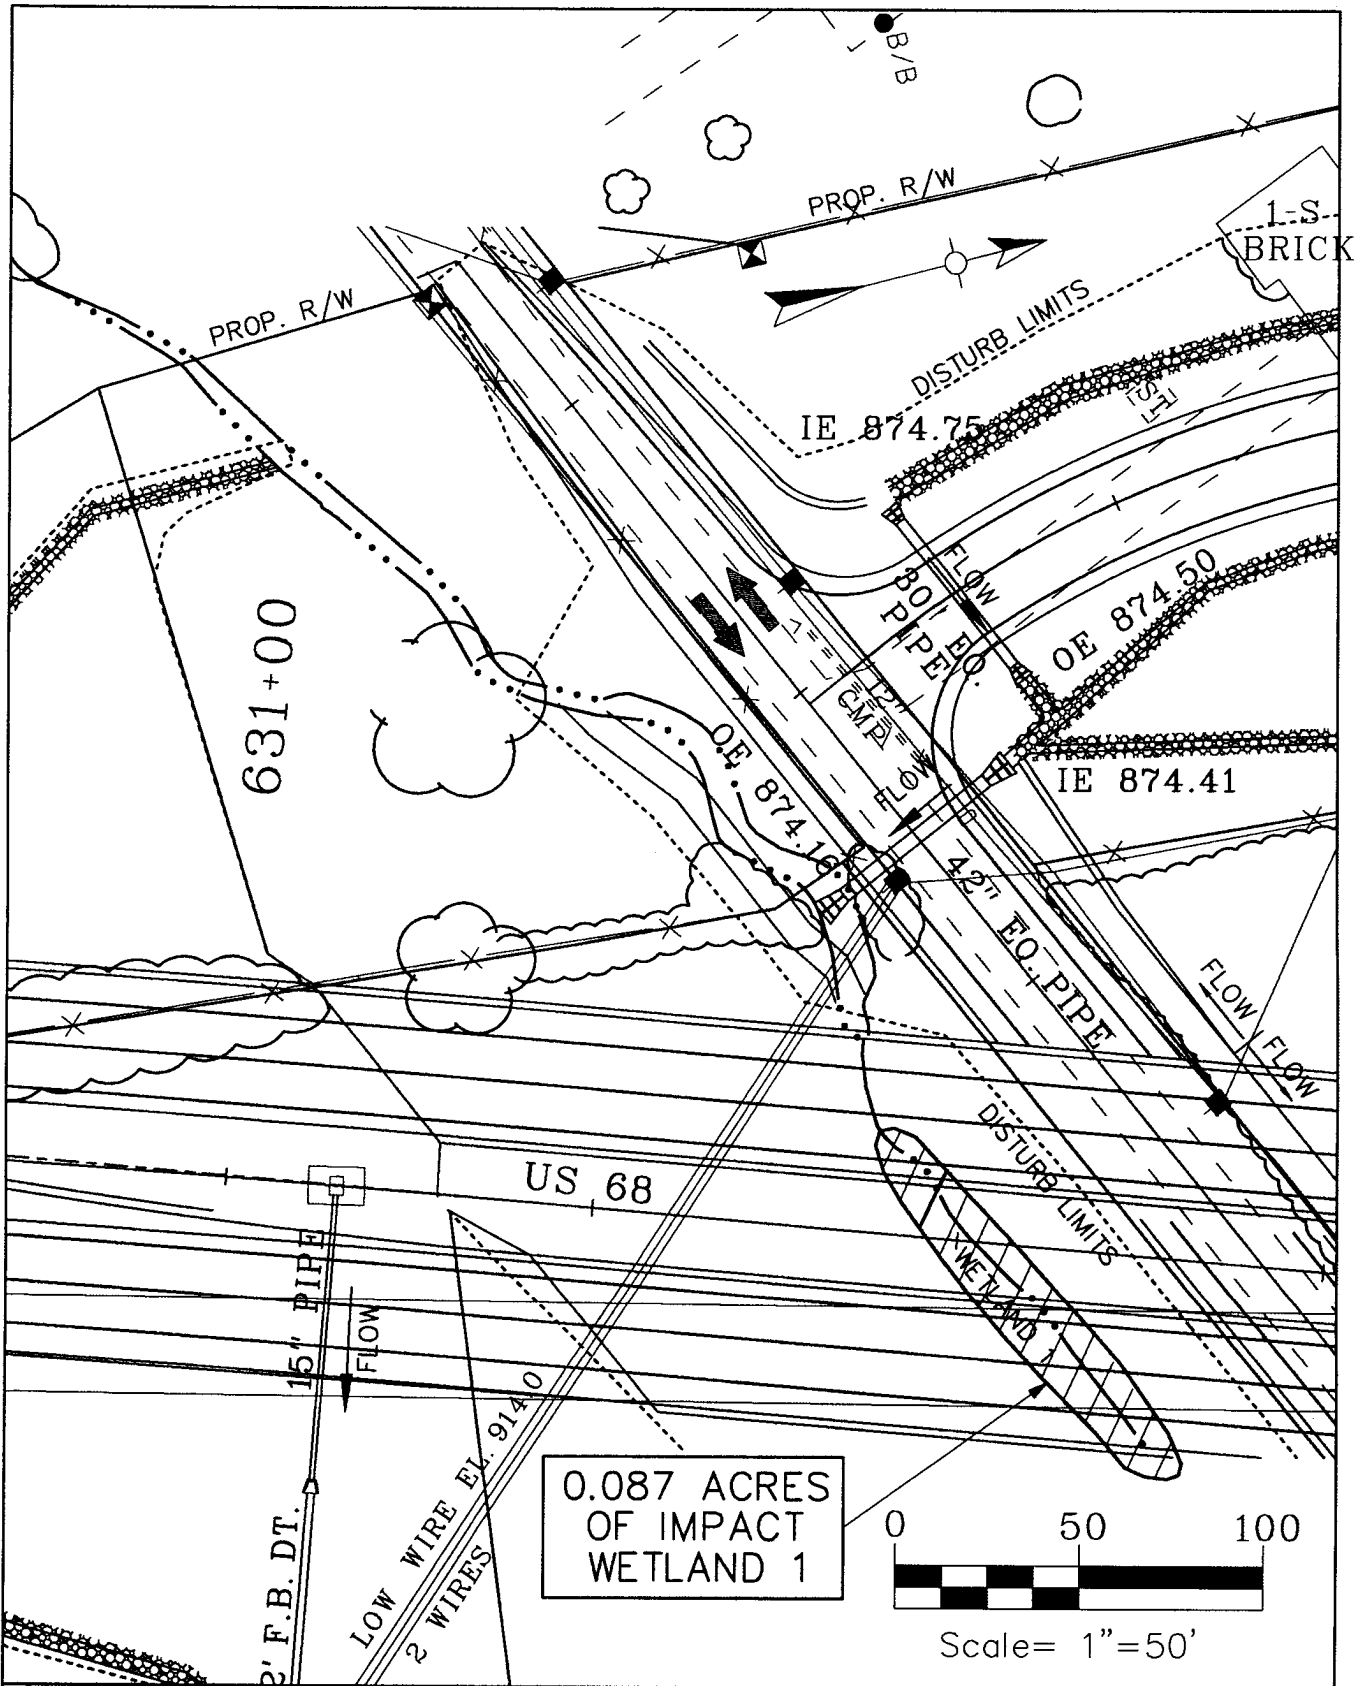 B/B
PROP. R/W
1-S
BRICK
PROP. R/W
DISTURB LIMITS
IE 874.75
FLOW
30" EQ.
PIPE
OE 874.50
631+00
12"
CMP
OE 874.16
FLOW
IE 874.41
42" EQ. PIPE
FLOW
FLOW
DISTURB LIMITS
US 68
WETLAND 1
15" PIPE
FLOW
2' F.B. DT.
LOW WIRE EL. 914.0
2 WIRES
0.087 ACRES
OF IMPACT
WETLAND 1
0 50 100
Scale= 1"=50'